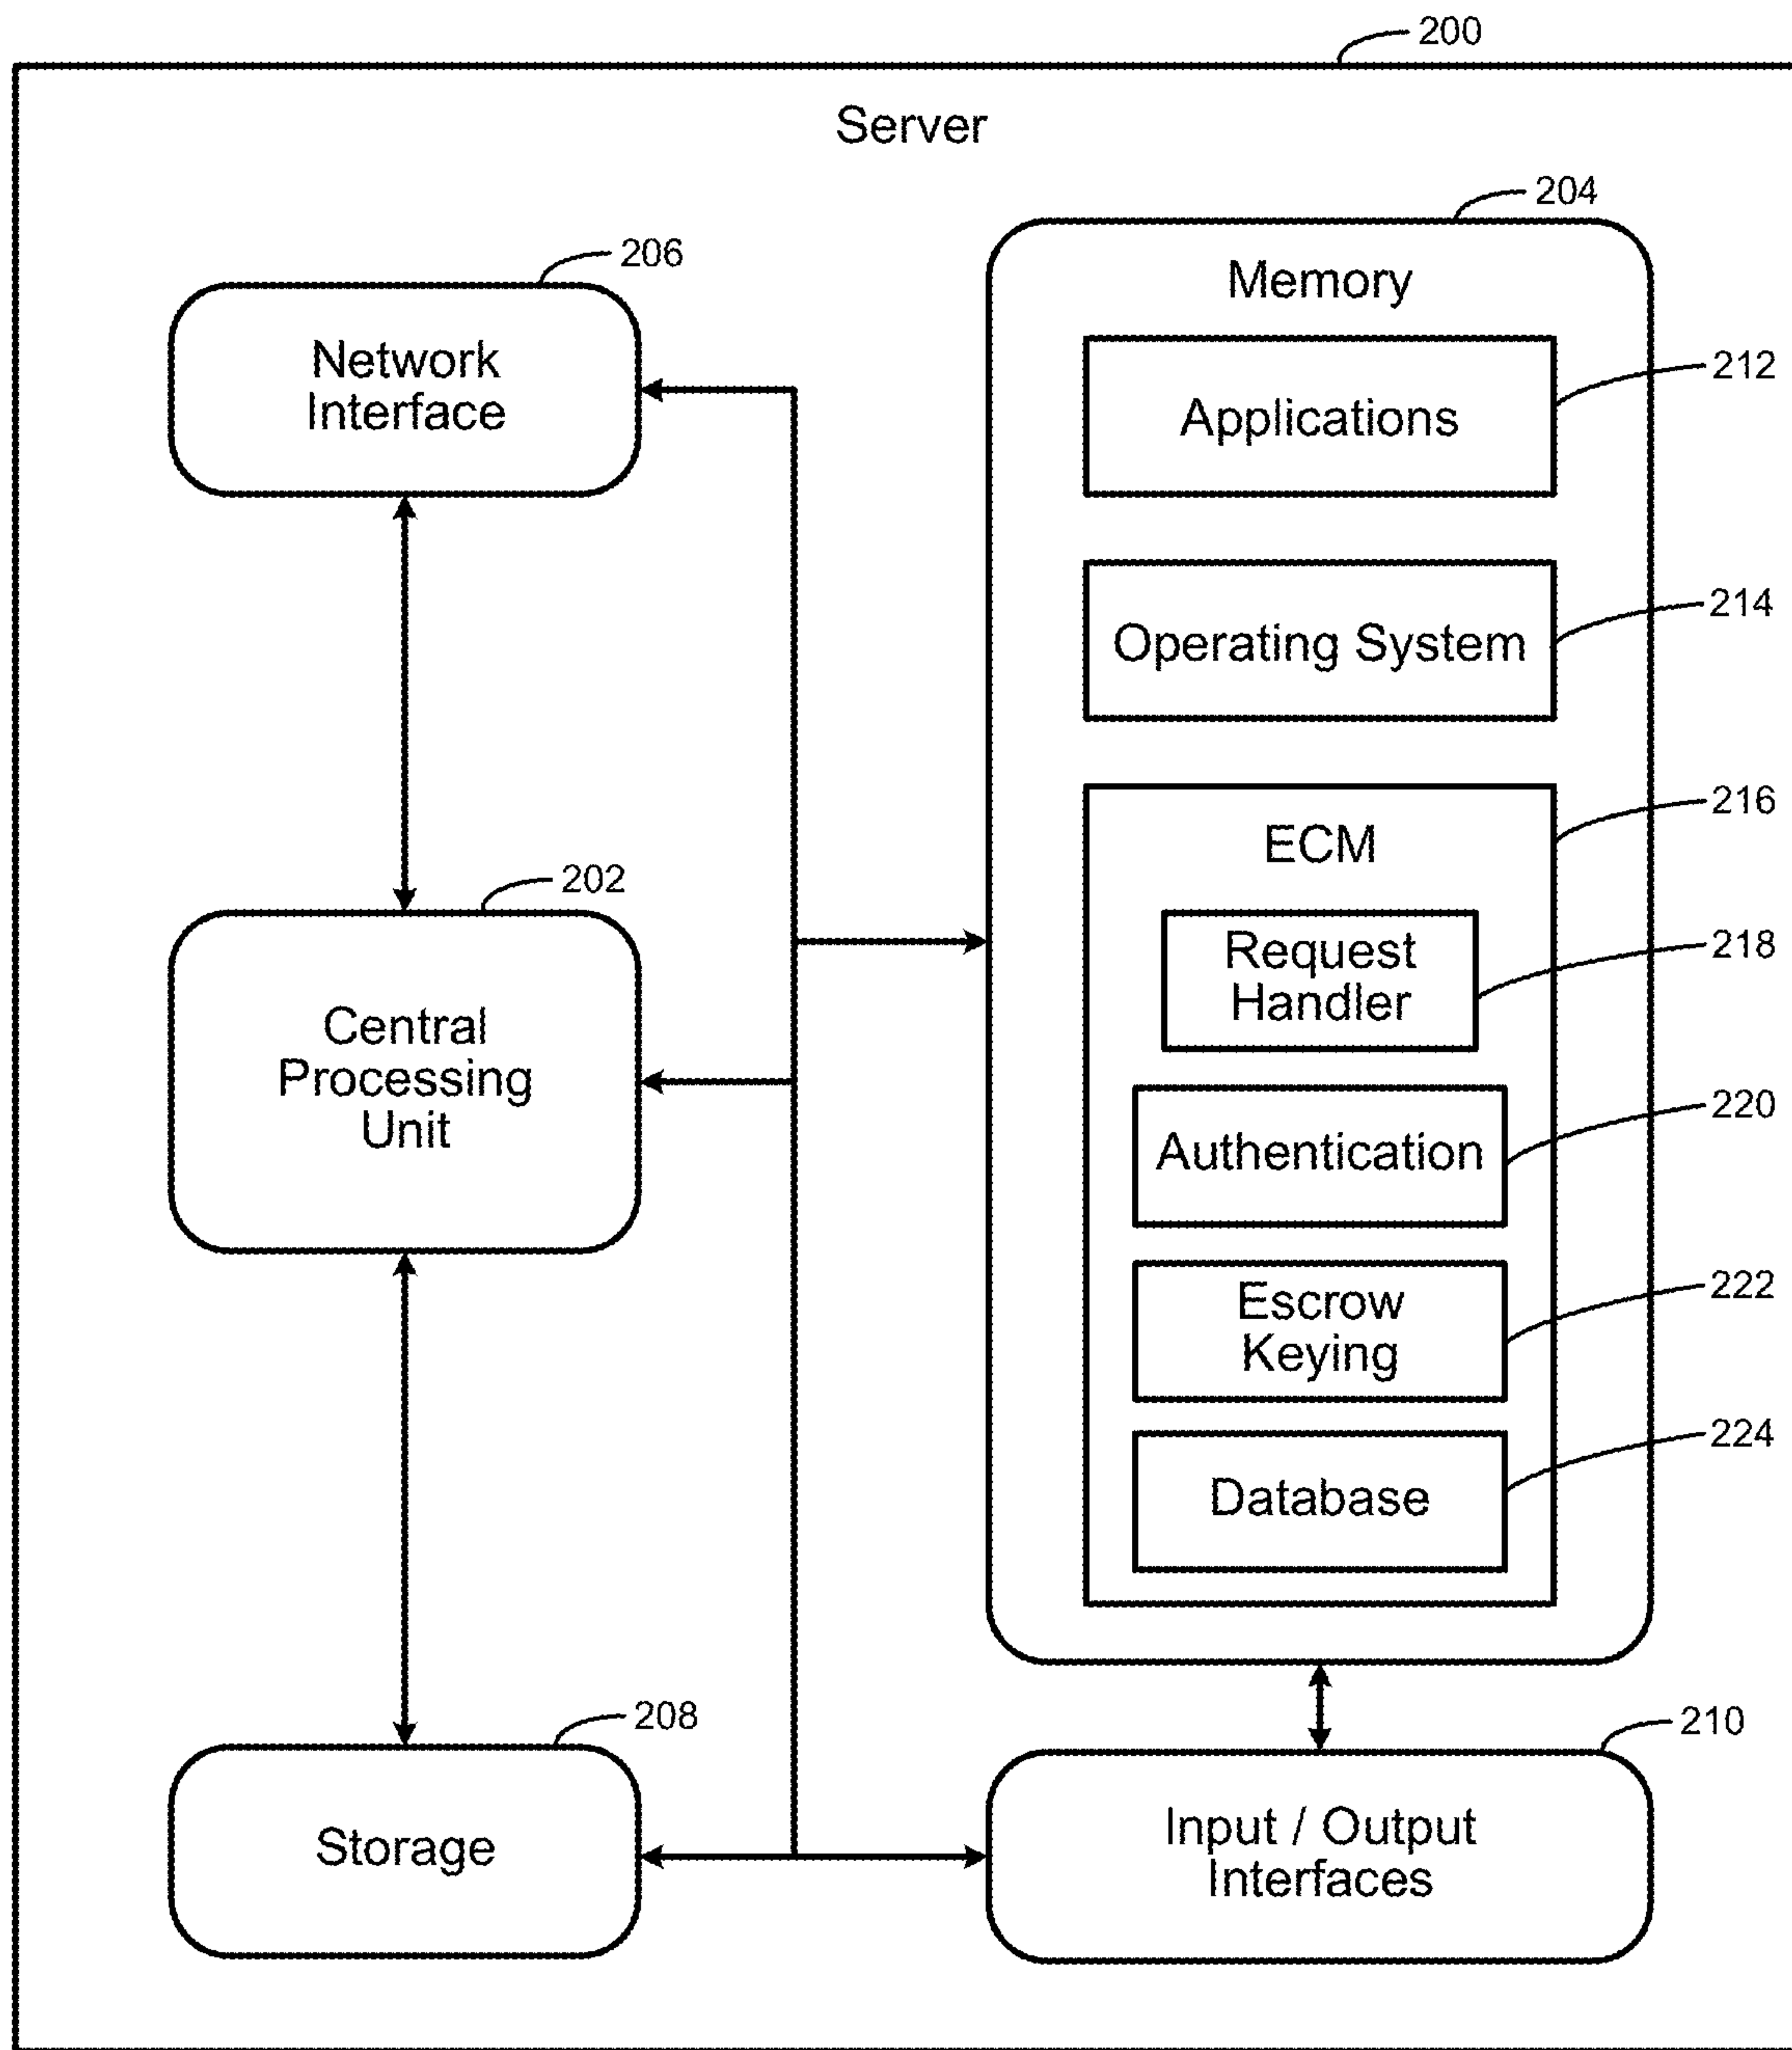 200
Server
204
Memory
206
Network
Interface
212
Applications
214
Operating System
216
ECM
202
Central
Processing
Unit
218
Request
Handler
220
Authentication
222
Escrow
Keying
224
Database
208
Storage
210
Input / Output
Interfaces